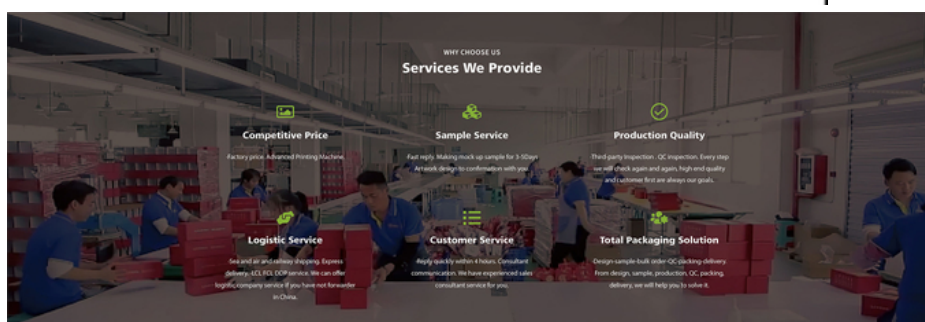 WHY CHOOSE US
Services We Provide
Competitive Price
Factory price. Advanced Printing Machine.
Sample Service
Fast reply. Making mock up sample for 3-5Days
Artwork design to confirmation with you.
Production Quality
Third-party Inspection . QC inspection. Every step
we will check again and again, high end quality
and customer first are always our goals.
Logistic Service
Sea and air and railway shipping. Express
delivery. LCL FCL DDP service. We can offer
logistic company service if you have not forwarder
in China.
Customer Service
Reply quickly within 4 hours. Consultant
communication. We have experienced sales
consultant service for you.
Total Packaging Solution
Design-sample-bulk order-QC-packing-delivery
From design, sample, production, QC, packing,
delivery, we will help you to solve it.